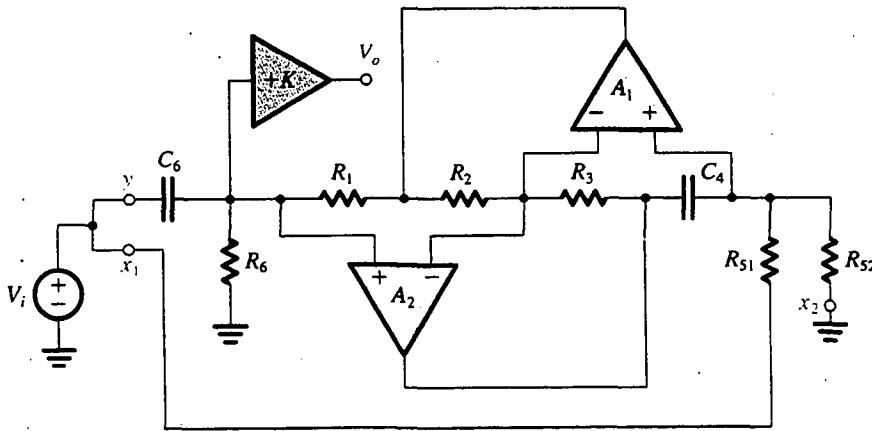 +K
V_o
A_1
− +
C_6
R_1
R_2
R_3
C_4
y
x_1
R_6
+ −
A_2
R_51
R_52
x_2
V_i
+
−